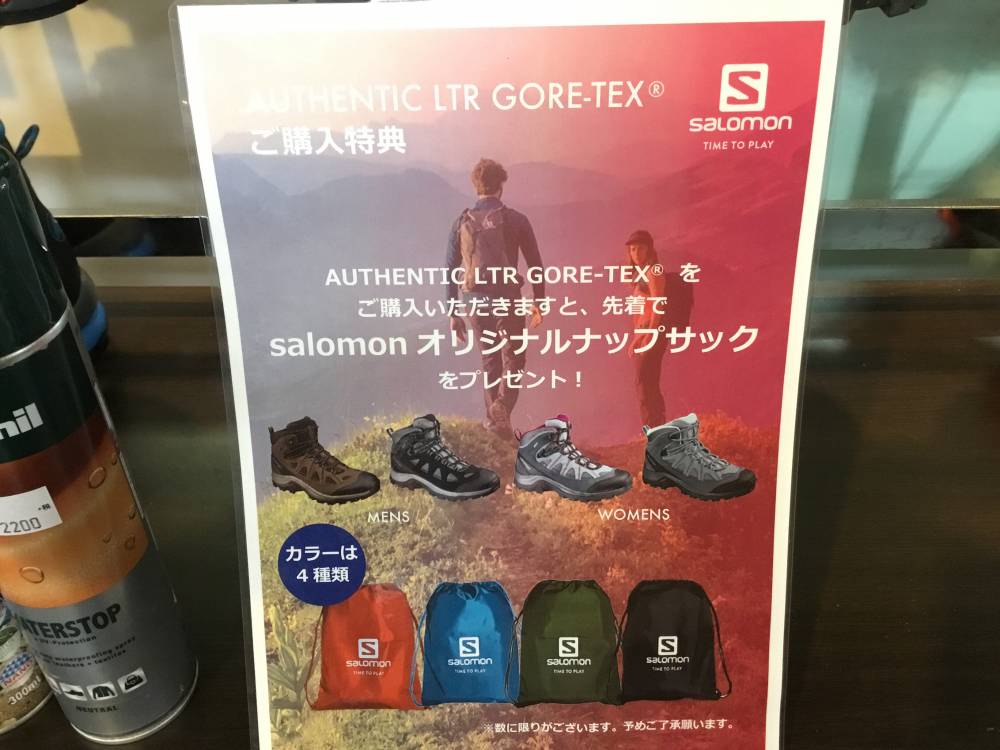 AUTHENTIC LTR GORE-TEX®
ご購入特典
SALOMON
TIME TO PLAY
AUTHENTIC LTR GORE-TEX® を
ご購入いただきますと、先着で
salomon オリジナルナップサック
をプレゼント！
MENS
WOMENS
カラーは
4種類
SALOMON
TIME TO PLAY
SALOMON
TIME TO PLAY
SALOMON
TIME TO PLAY
SALOMON
TIME TO PLAY
※数に限りがございます。予めご了承願います。
2200
NEUTRAL
300ml